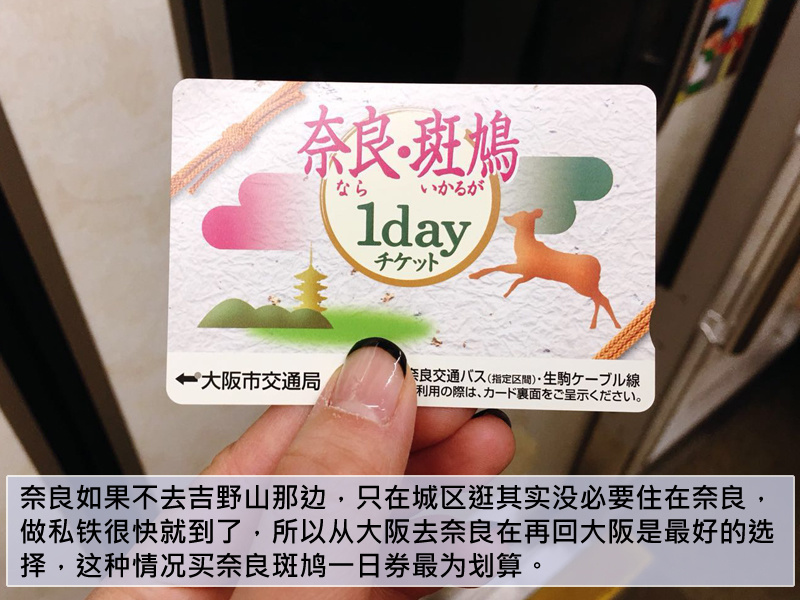 奈良・斑鳩
なら いかるが
1day
チケット
←大阪市交通局
奈良交通バス(指定区間)・生駒ケーブル線
利用の際は、カード裏面をご呈示ください。
奈良如果不去吉野山那边，只在城区逛其实没必要住在奈良，
做私铁很快就到了，所以从大阪去奈良在再回大阪是最好的选
择，这种情况买奈良斑鸠一日券最为划算。